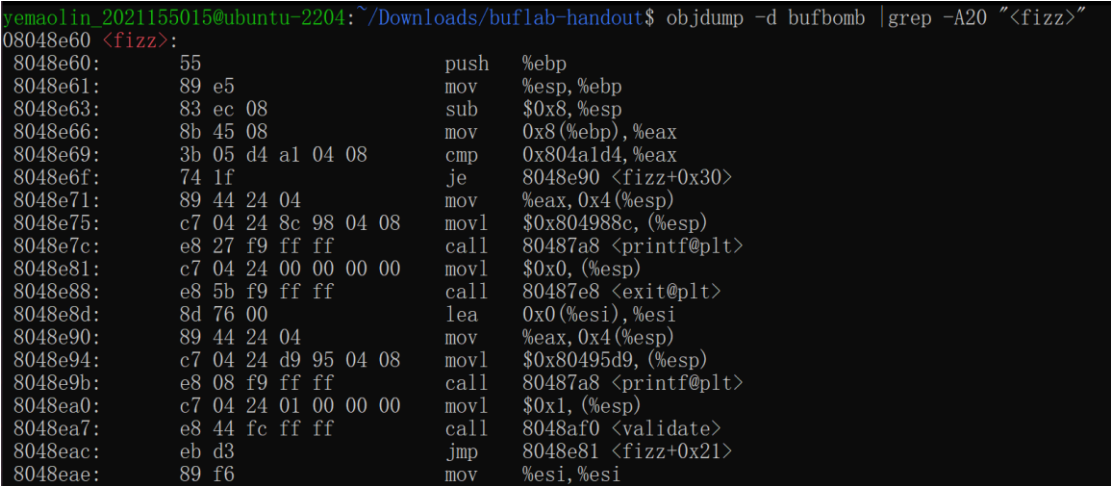 yemaolin_2021155015@ubuntu-2204:~/Downloads/buflab-handout$ objdump -d bufbomb |grep -A20 "<fizz>"
08048e60 <fizz>:
8048e60: 55 push %ebp
8048e61: 89 e5 mov %esp,%ebp
8048e63: 83 ec 08 sub $0x8,%esp
8048e66: 8b 45 08 mov 0x8(%ebp),%eax
8048e69: 3b 05 d4 a1 04 08 cmp 0x804a1d4,%eax
8048e6f: 74 1f je 8048e90 <fizz+0x30>
8048e71: 89 44 24 04 mov %eax,0x4(%esp)
8048e75: c7 04 24 8c 98 04 08 movl $0x804988c,(%esp)
8048e7c: e8 27 f9 ff ff call 80487a8 <printf@plt>
8048e81: c7 04 24 00 00 00 00 movl $0x0,(%esp)
8048e88: e8 5b f9 ff ff call 80487e8 <exit@plt>
8048e8d: 8d 76 00 lea 0x0(%esi),%esi
8048e90: 89 44 24 04 mov %eax,0x4(%esp)
8048e94: c7 04 24 d9 95 04 08 movl $0x80495d9,(%esp)
8048e9b: e8 08 f9 ff ff call 80487a8 <printf@plt>
8048ea0: c7 04 24 01 00 00 00 movl $0x1,(%esp)
8048ea7: e8 44 fc ff ff call 8048af0 <validate>
8048eac: eb d3 jmp 8048e81 <fizz+0x21>
8048eae: 89 f6 mov %esi,%esi